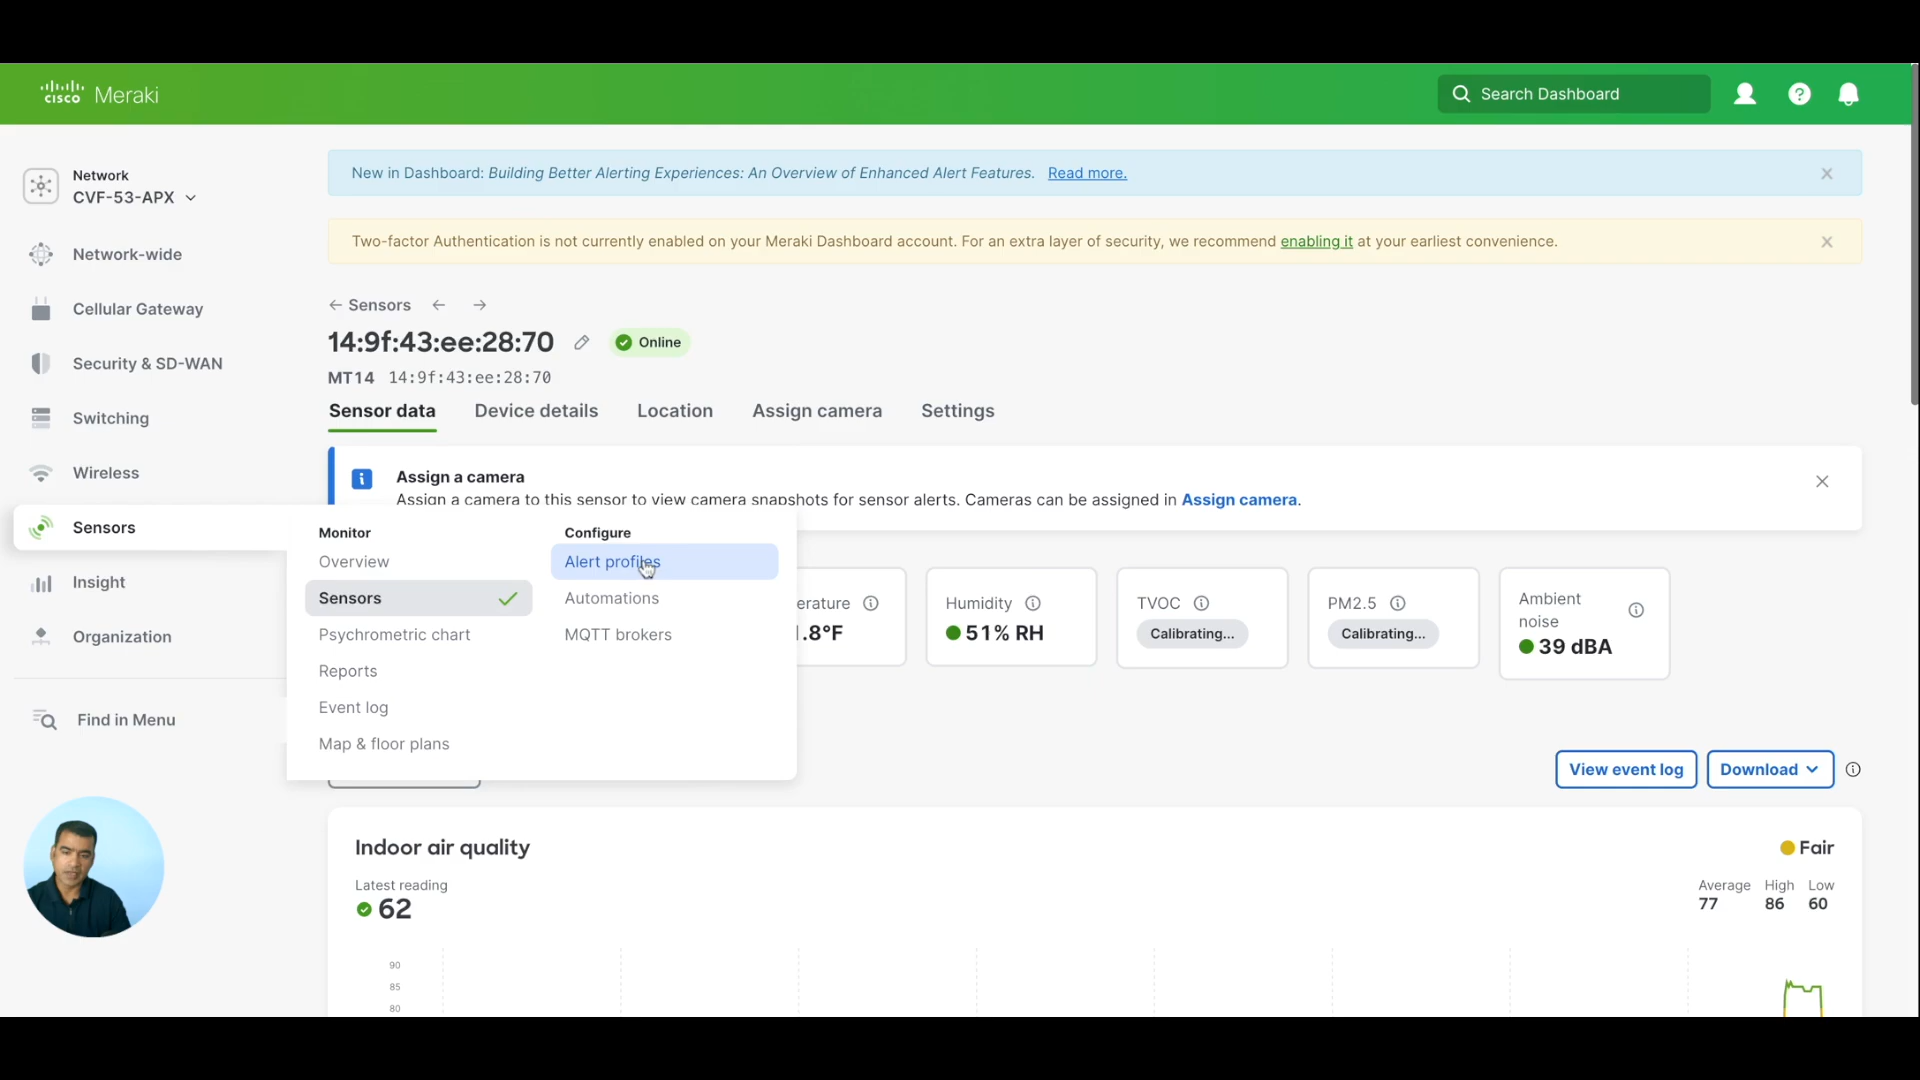 CISCO Meraki
Search Dashboard
Network
CVF-53-APX
Network-wide
Cellular Gateway
Security & SD-WAN
Switching
Wireless
Sensors
Insight
Organization
Find in Menu
New in Dashboard: Building Better Alerting Experiences: An Overview of Enhanced Alert Features. Read more.
Two-factor Authentication is not currently enabled on your Meraki Dashboard account. For an extra layer of security, we recommend enabling it at your earliest convenience.
Sensors
14:9f:43:ee:28:70 Online
MT14 14:9f:43:ee:28:70
Sensor data Device details Location Assign camera Settings
Assign a camera
Assign a camera to this sensor to view camera snapshots for sensor alerts. Cameras can be assigned in Assign camera.
Monitor
Overview
Sensors
Psychrometric chart
Reports
Event log
Map & floor plans
Configure
Alert profiles
Automations
MQTT brokers
erature
.8°F
Humidity
51% RH
TVOC
Calibrating...
PM2.5
Calibrating...
Ambient
noise
39 dBA
View event log Download
Indoor air quality
Fair
Latest reading
62
Average High Low
77 86 60
90
85
80